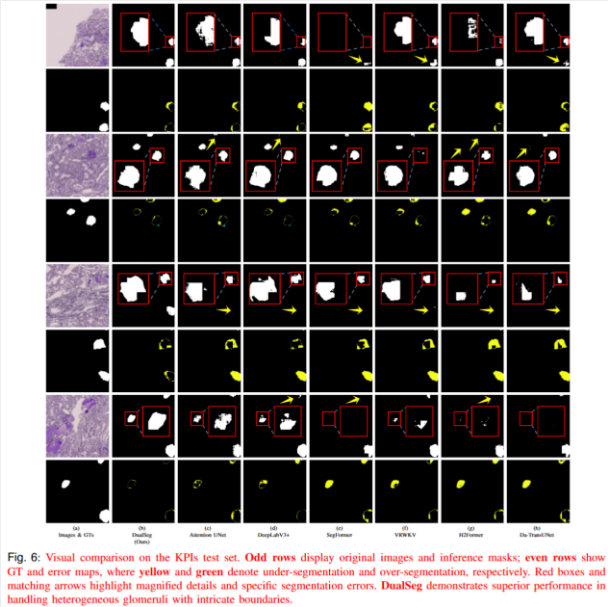 (a) (b) (c) (d) (e) (f) (g) (h)
Images & GTs DualSeg Attention UNet DeepLabV3+ SegFormer VRWKV H2Former Da-TransUNet
(Ours)
Fig. 6: Visual comparison on the KPIs test set. Odd rows display original images and inference masks; even rows show
GT and error maps, where yellow and green denote under-segmentation and over-segmentation, respectively. Red boxes and
matching arrows highlight magnified details and specific segmentation errors. DualSeg demonstrates superior performance in
handling heterogeneous glomeruli with intricate boundaries.